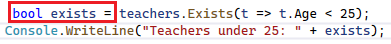 bool exists = teachers.Exists(t => t.Age < 25);
Console.WriteLine("Teachers under 25: " + exists);